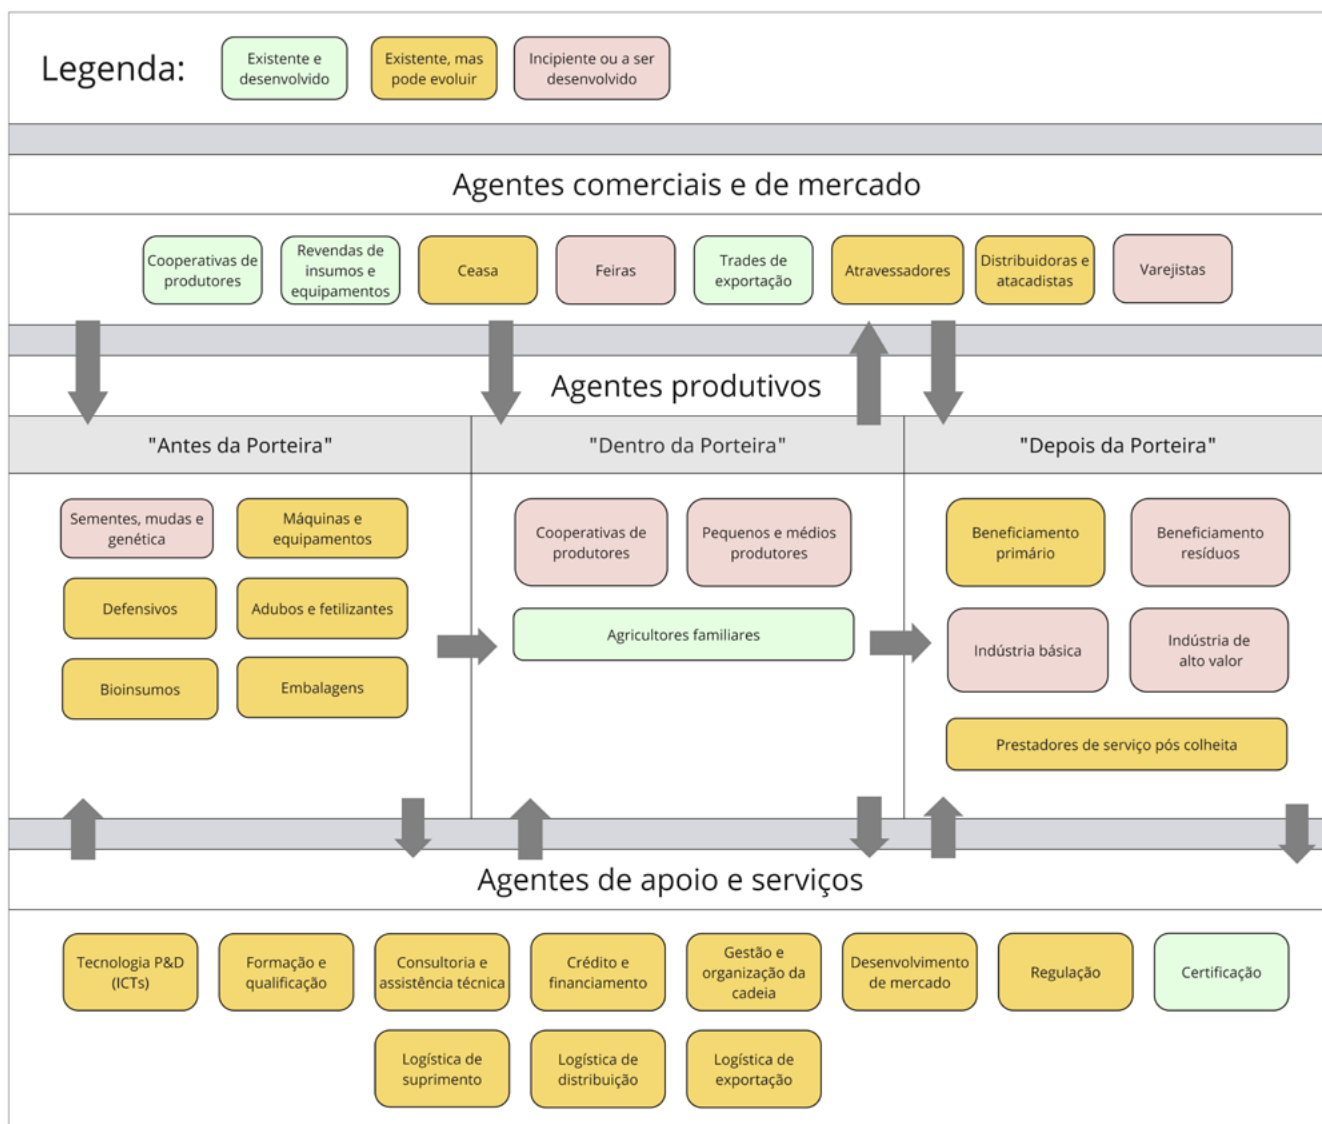 Legenda:
Existente e
desenvolvido
Existente, mas
pode evoluir
Incipiente ou a ser
desenvolvido
Agentes comerciais e de mercado
Cooperativas de
produtores
Revendas de
insumos e
equipamentos
Ceasa
Feiras
Trades de
exportação
Atravessadores
Distribuidoras e
atacadistas
Varejistas
Agentes produtivos
"Antes da Porteira"
"Dentro da Porteira"
"Depois da Porteira"
Sementes, mudas e
genética
Máquinas e
equipamentos
Defensivos
Adubos e fetilizantes
Bioinsumos
Embalagens
Cooperativas de
produtores
Pequenos e médios
produtores
Agricultores familiares
Beneficiamento
primário
Beneficiamento
resíduos
Indústria básica
Indústria de
alto valor
Prestadores de serviço pós colheita
Agentes de apoio e serviços
Tecnologia P&D
(ICTs)
Formação e
qualificação
Consultoria e
assistência técnica
Crédito e
financiamento
Gestão e
organização da
cadeia
Desenvolvimento
de mercado
Regulação
Certificação
Logística de
suprimento
Logística de
distribuição
Logística de
exportação